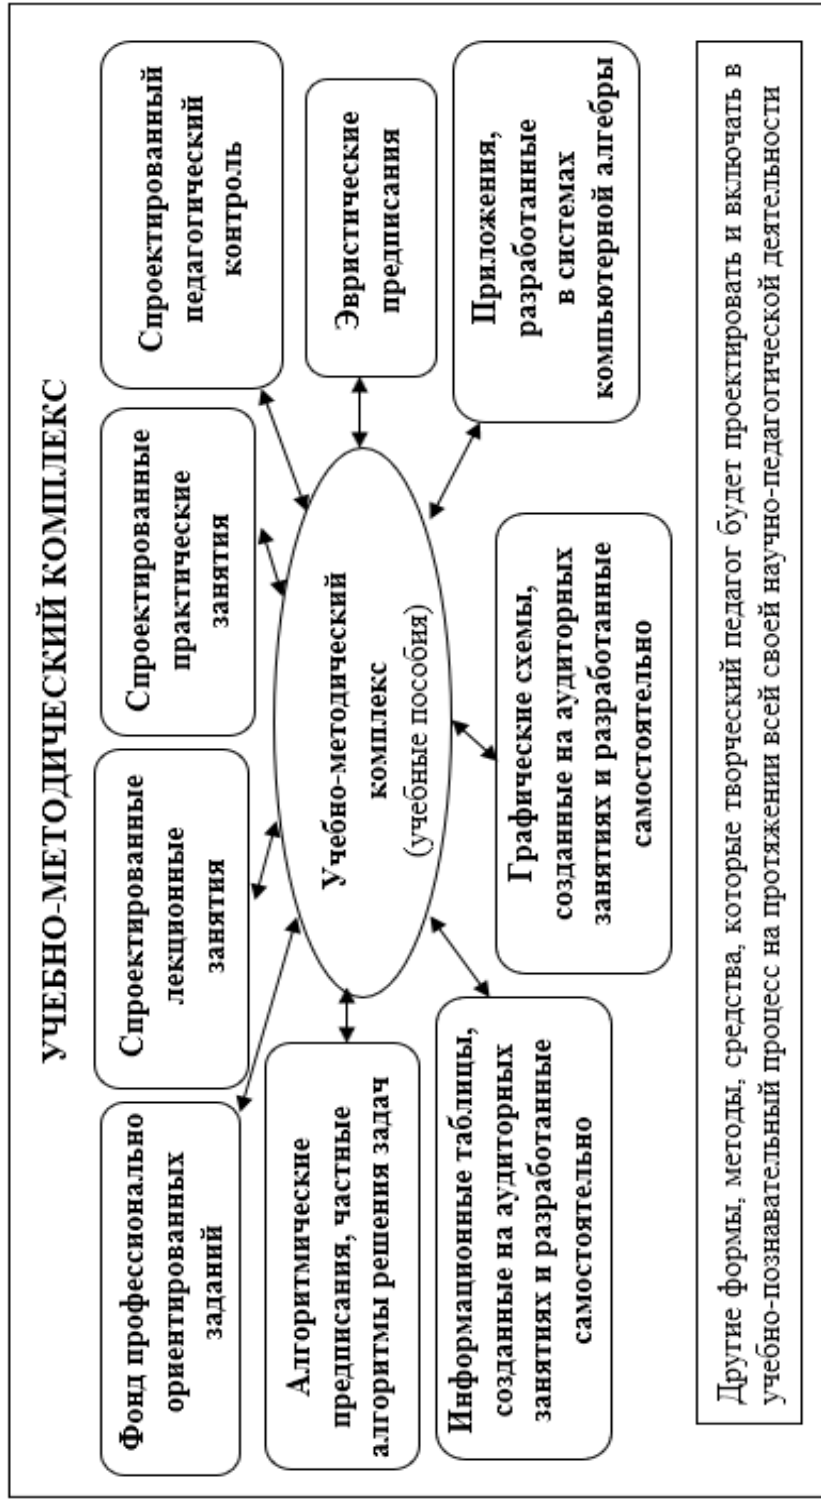 УЧЕБНО-МЕТОДИЧЕСКИЙ КОМПЛЕКС
Фонд профессионально
ориентированных
заданий
Спроектированные
лекционные
занятия
Спроектированные
практические
занятия
Спроектированный
педагогический
контроль
Алгоритмические
предписания, частные
алгоритмы решения задач
Учебно-методический
комплекс
(учебные пособия)
Эвристические
предписания
Информационные таблицы,
созданные на аудиторных
занятиях и разработанные
самостоятельно
Графические схемы,
созданные на аудиторных
занятиях и разработанные
самостоятельно
Приложения,
разработанные
в системах
компьютерной алгебры
Другие формы, методы, средства, которые творческий педагог будет проектировать и включать в
учебно-познавательный процесс на протяжении всей своей научно-педагогической деятельности